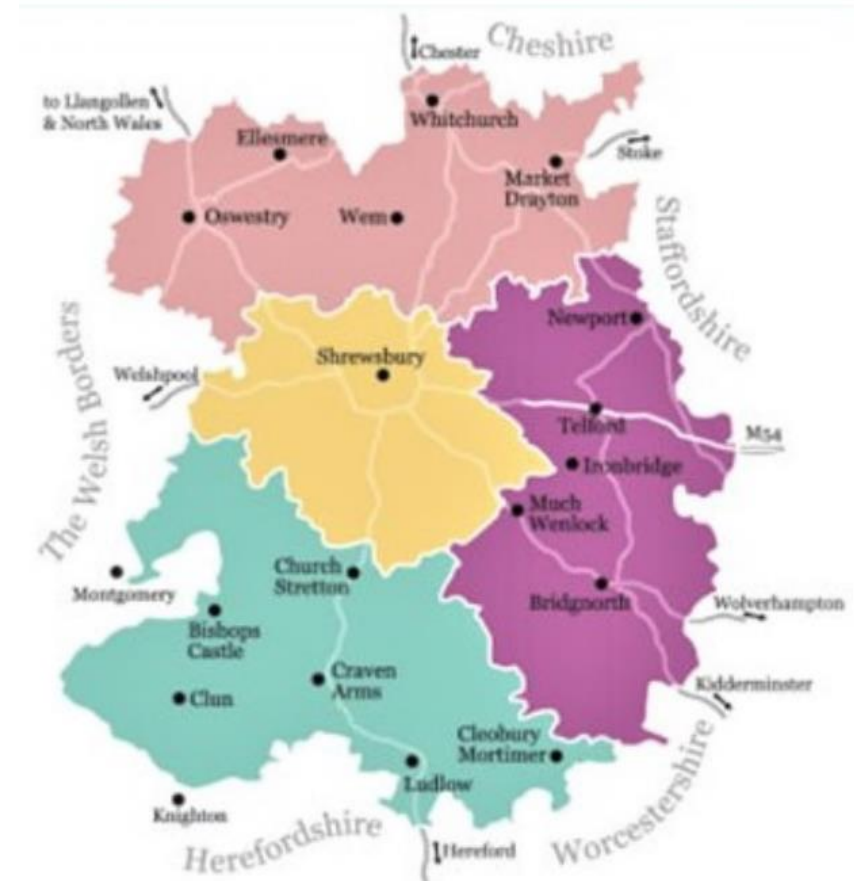 Cheshire
Chester
to Llangollen
& North Wales
Whitchurch
Ellesmere
Stoke
Market
Drayton
Oswestry
Wem
Staffordshire
Newport
Shrewsbury
Welshpool
The Welsh Borders
Telford
M54
Ironbridge
Much
Wenlock
Church
Stretton
Montgomery
Bridgnorth
Wolverhampton
Bishops
Castle
Craven
Arms
Clun
Kidderminster
Cleobury
Mortimer
Ludlow
Knighton
Herefordshire
Hereford
Worcestershire